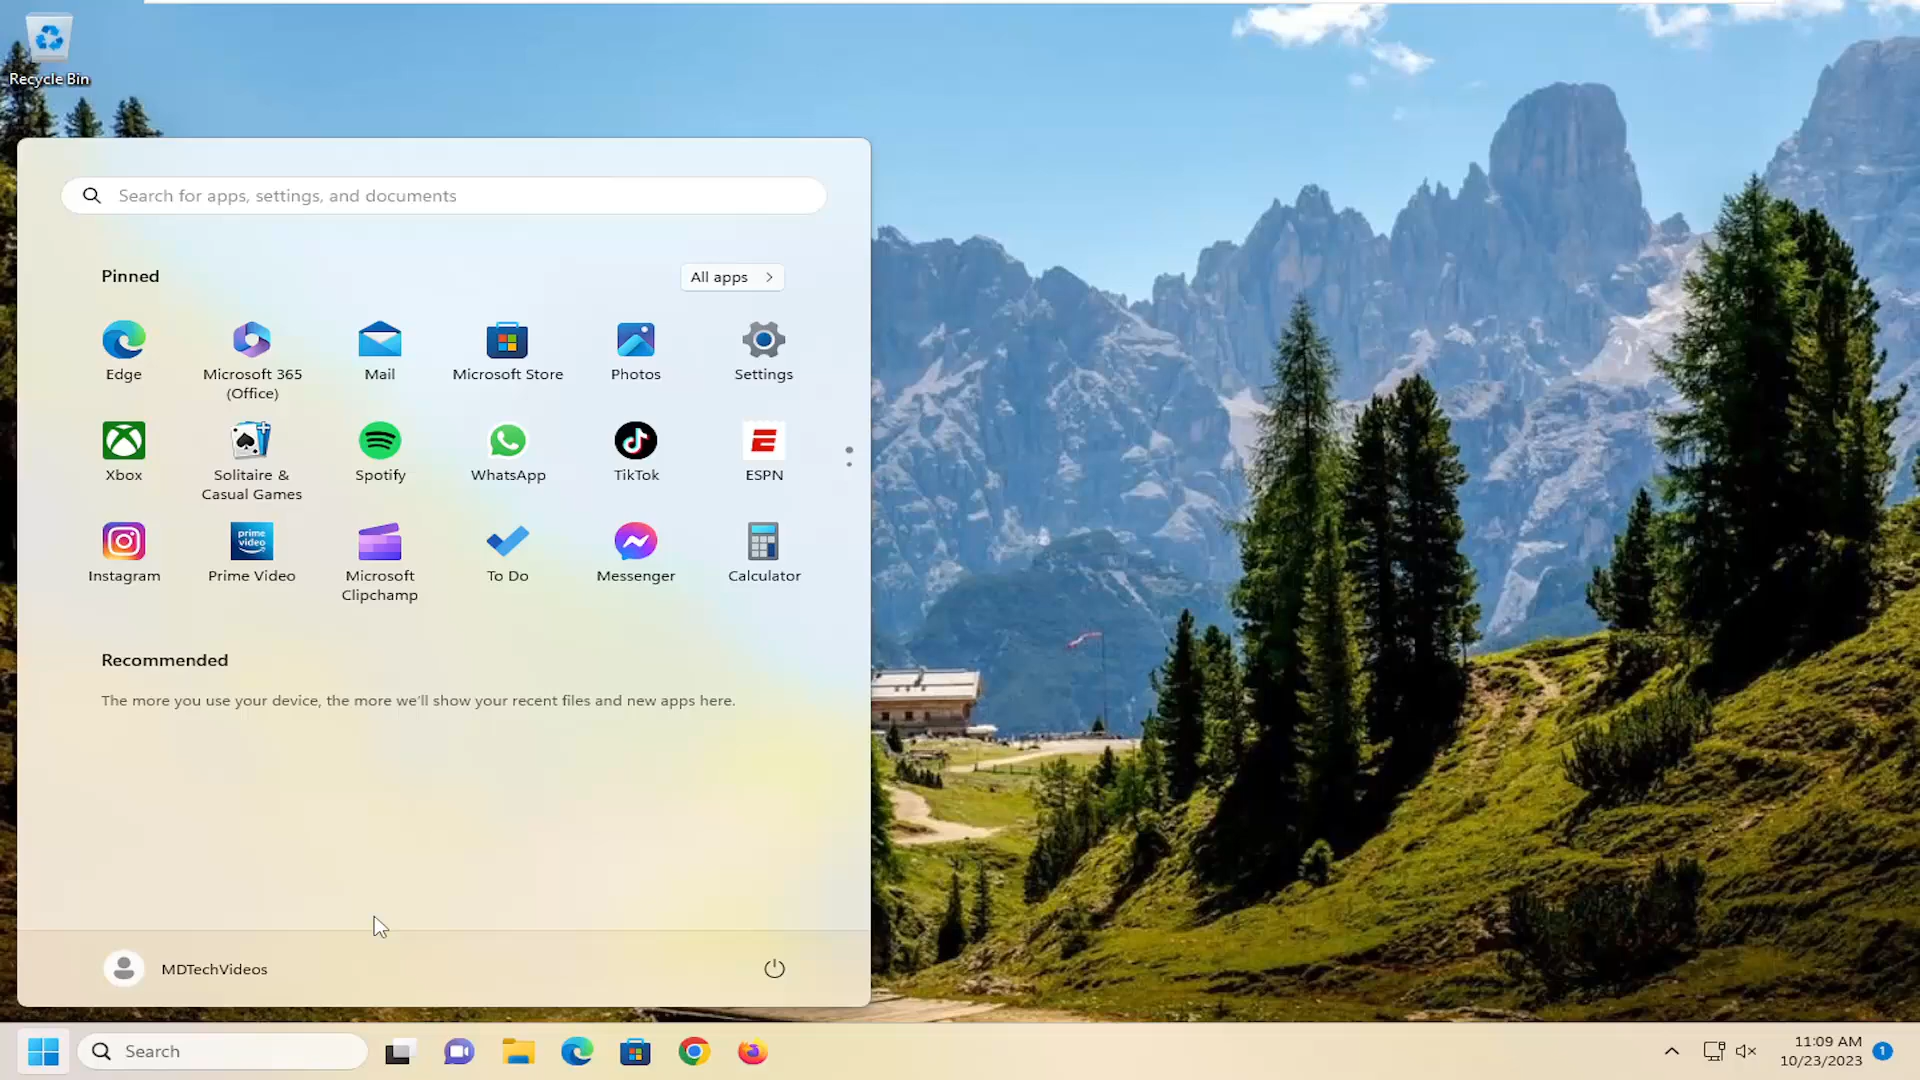 Recycle Bin
Search for apps, settings, and documents
Pinned
All apps
Edge
Microsoft 365
(Office)
Mail
Microsoft Store
Photos
Settings
Xbox
Solitaire &
Casual Games
Spotify
WhatsApp
TikTok
ESPN
Instagram
prime
video
Prime Video
Microsoft
Clipchamp
To Do
Messenger
Calculator
Recommended
The more you use your device, the more we'll show your recent files and new apps here.
MDTechVideos
Search
11:09 AM
10/23/2023
1